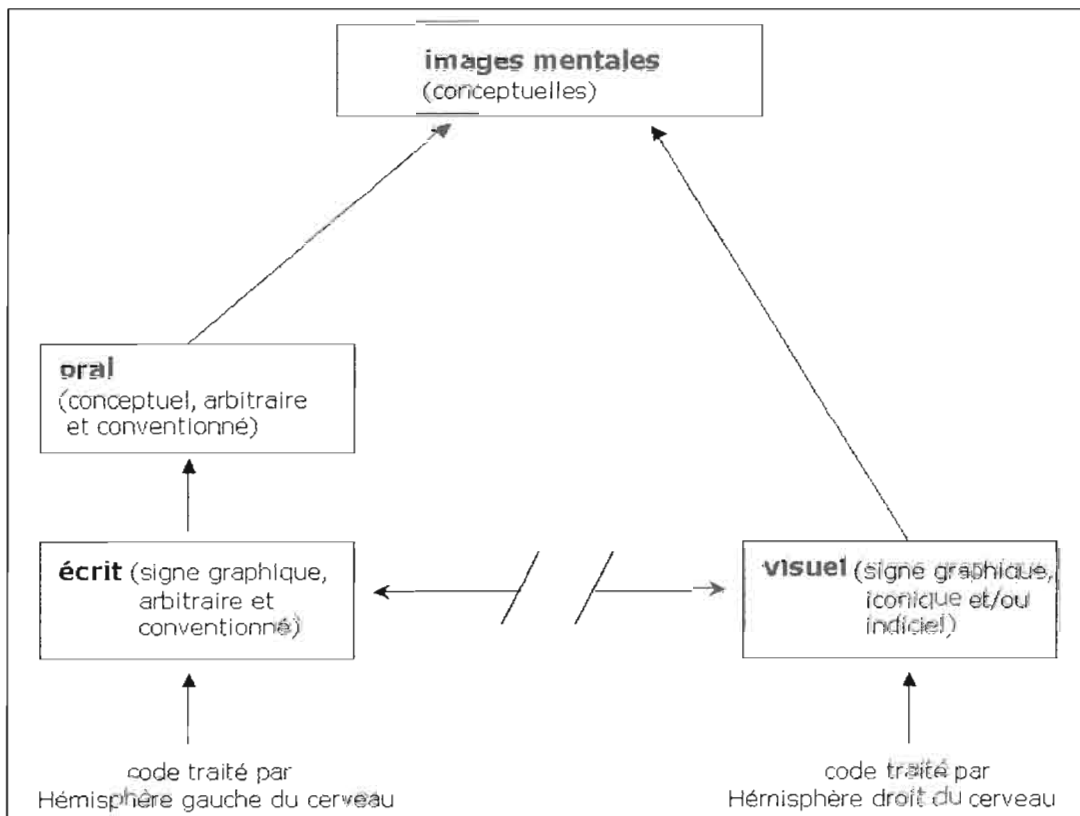 images mentales
(conceptuelles)
oral
(conceptuel, arbitraire
et conventionné)
écrit (signe graphique,
arbitraire et
conventionné)
visuel (signe graphique,
iconique et/ou
indiciel)
code traité par
Hémisphère gauche du cerveau
code traité par
Hémisphère droit du cerveau